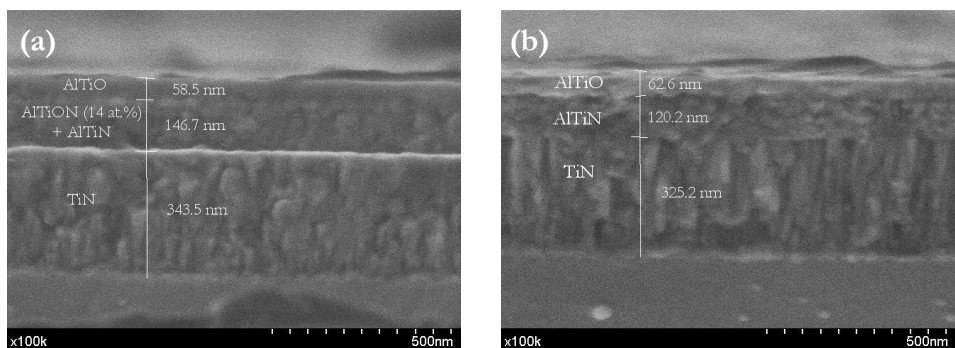 (a)
AlTiO
58.5 nm
AlTiON (14 at.%)
+ AlTiN
146.7 nm
TiN
343.5 nm
x100k
500nm
(b)
AlTiO
62.6 nm
AlTiN
120.2 nm
TiN
325.2 nm
x100k
500nm